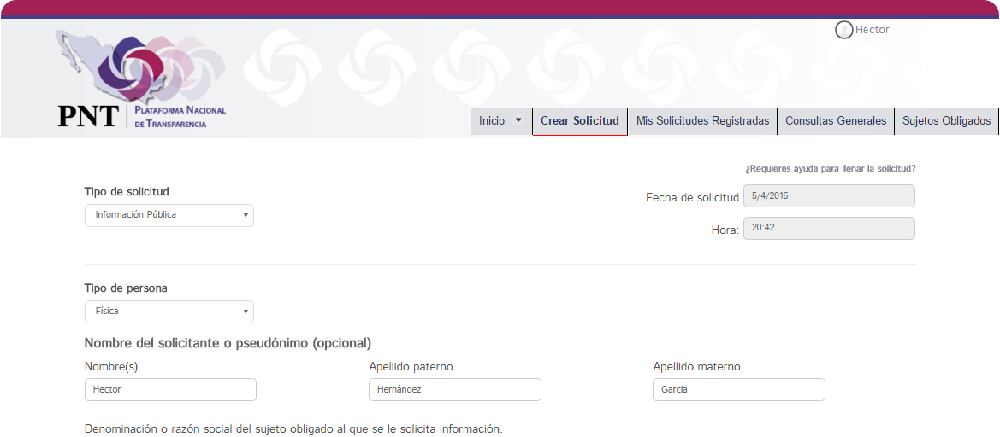 Hector
PNT
PLATAFORMA NACIONAL
DE TRANSPARENCIA
Inicio Crear Solicitud Mis Solicitudes Registradas Consultas Generales Sujetos Obligados
¿Requieres ayuda para llenar la solicitud?
Tipo de solicitud
Fecha de solicitud 5/4/2016
Información Pública
Hora: 20:42
Tipo de persona
Física
Nombre del solicitante o pseudónimo (opcional)
Nombre(s) Apellido paterno Apellido materno
Hector Hernández Garcia
Denominación o razón social del sujeto obligado al que se le solicita información.